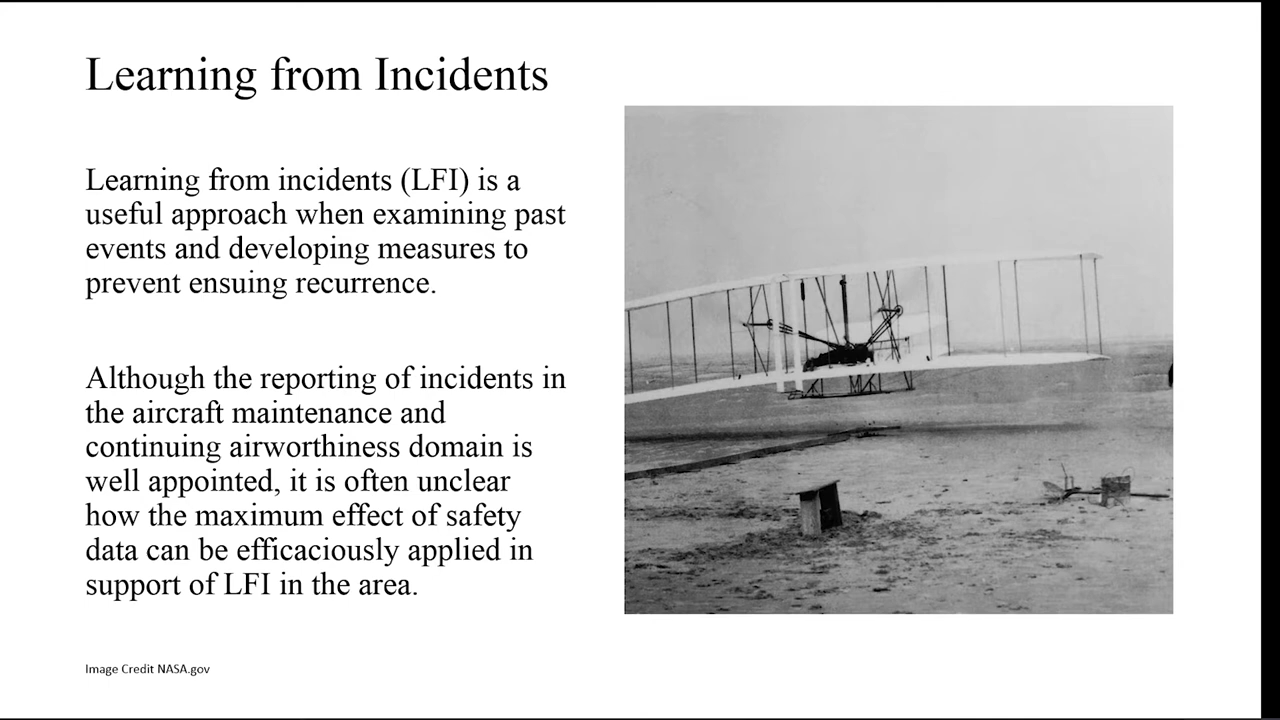 Learning from Incidents
Learning from incidents (LFI) is a
useful approach when examining past
events and developing measures to
prevent ensuing recurrence.
Although the reporting of incidents in
the aircraft maintenance and
continuing airworthiness domain is
well appointed, it is often unclear
how the maximum effect of safety
data can be efficaciously applied in
support of LFI in the area.
Image Credit NASA.gov